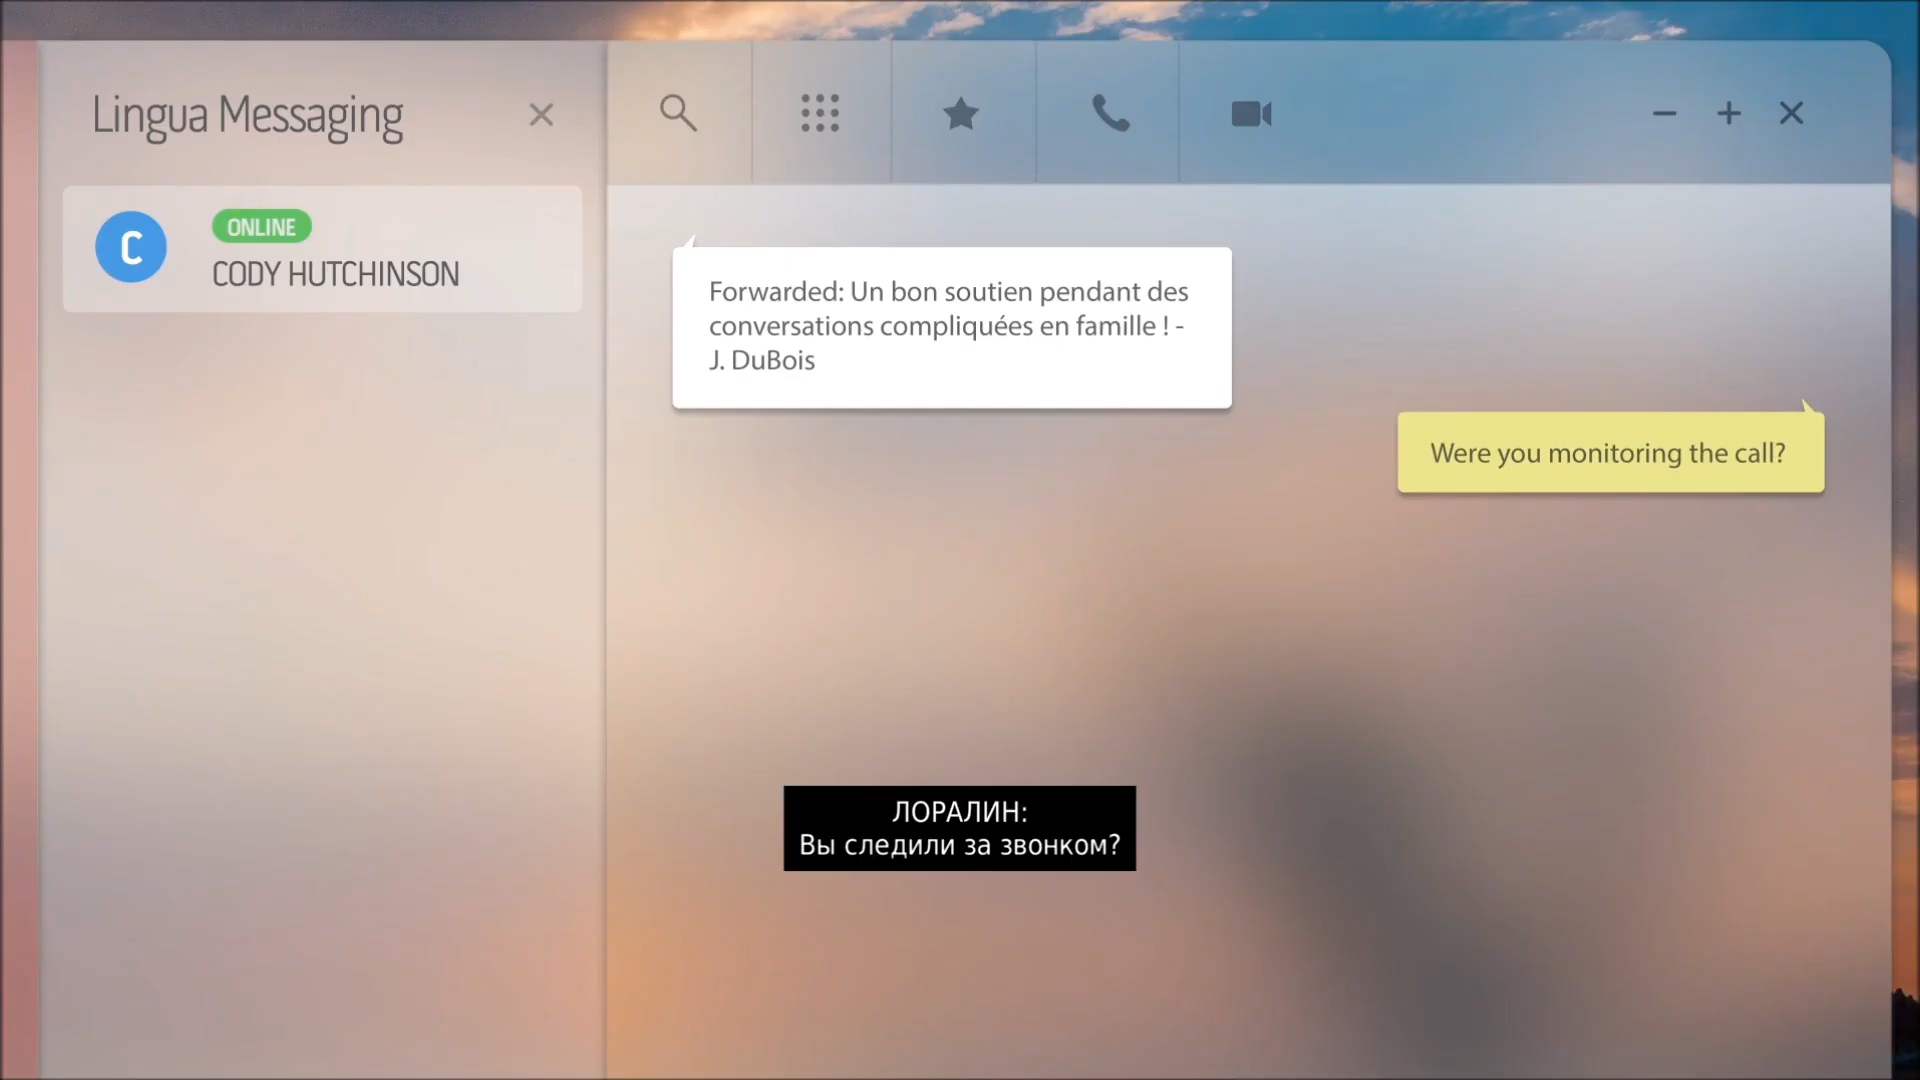 Lingua Messaging
C
ONLINE
CODY HUTCHINSON
Forwarded: Un bon soutien pendant des
conversations compliquées en famille ! -
J. DuBois
Were you monitoring the call?
ЛОРАЛИН:
Вы следили за звонком?